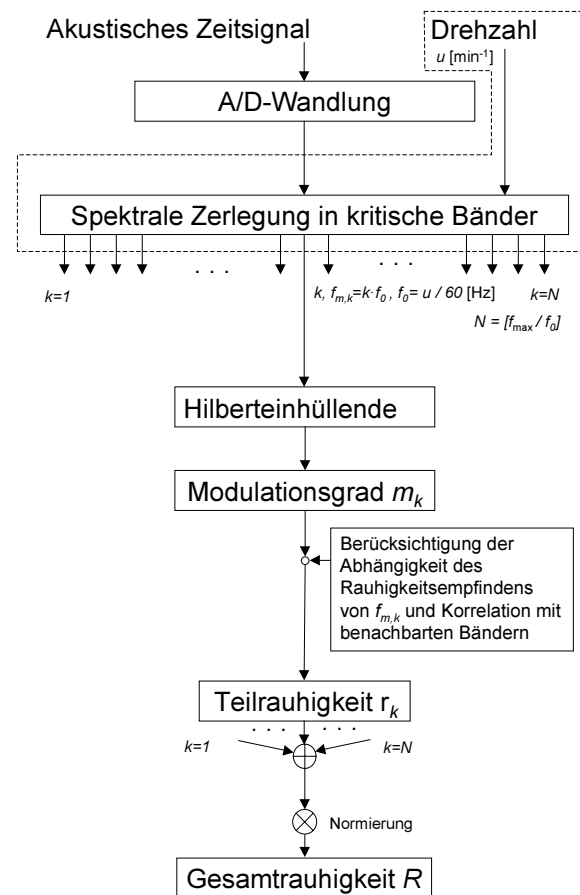 Akustisches Zeitsignal
Drehzahl
u [min⁻¹]
A/D-Wandlung
Spektrale Zerlegung in kritische Bänder
. . .
. . .
k=1
k, fm,k=k·f0 , f0= u / 60 [Hz]
k=N
N = [fmax / f0]
Hilberteinhüllende
Modulationsgrad mk
Berücksichtigung der
Abhängigkeit des
Rauhigkeitsempfindens
von fm,k und Korrelation mit
benachbarten Bändern
Teilrauhigkeit rk
. . . . . .
k=1
k=N
Normierung
Gesamtrauhigkeit R